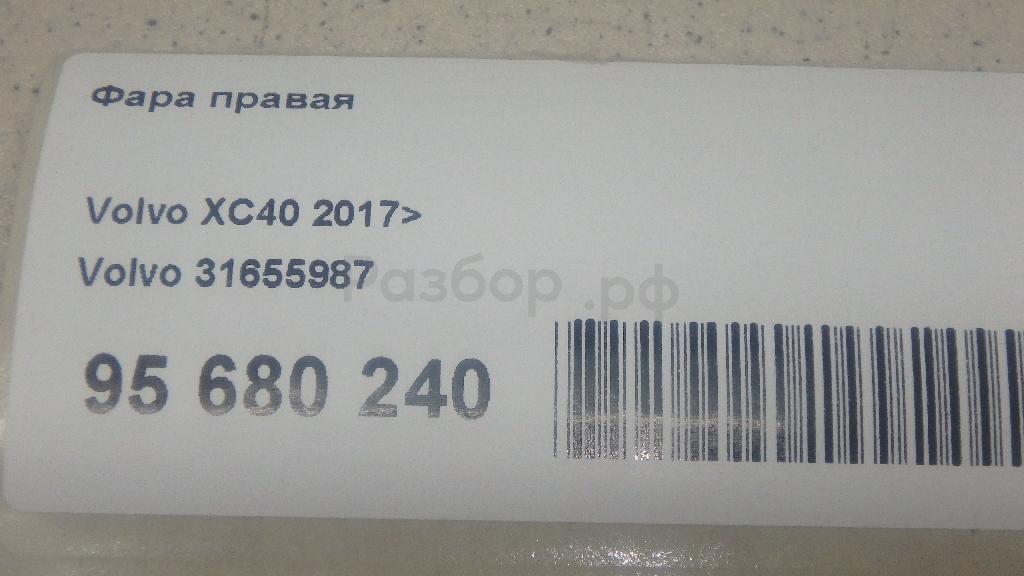 Фара правая
Volvo XC40 2017>
Volvo 31655987
Разбор.рф
95 680 240